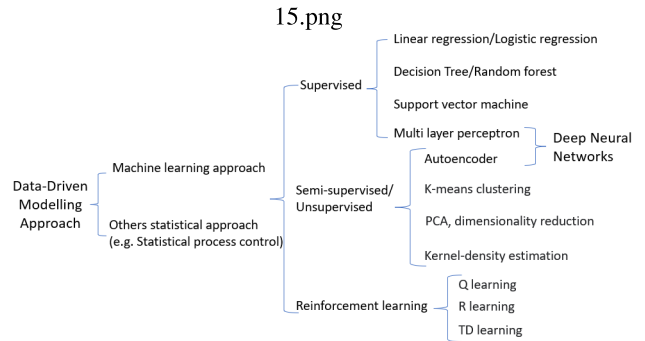 15.png
Linear regression/Logistic regression
Decision Tree/Random forest
Supervised
Support vector machine
Multi layer perceptron
Deep Neural
Networks
Machine learning approach
Autoencoder
Data-Driven
Modelling
Approach
Semi-supervised/
Unsupervised
K-means clustering
Others statistical approach
(e.g. Statistical process control)
PCA, dimensionality reduction
Kernel-density estimation
Reinforcement learning
Q learning
R learning
TD learning